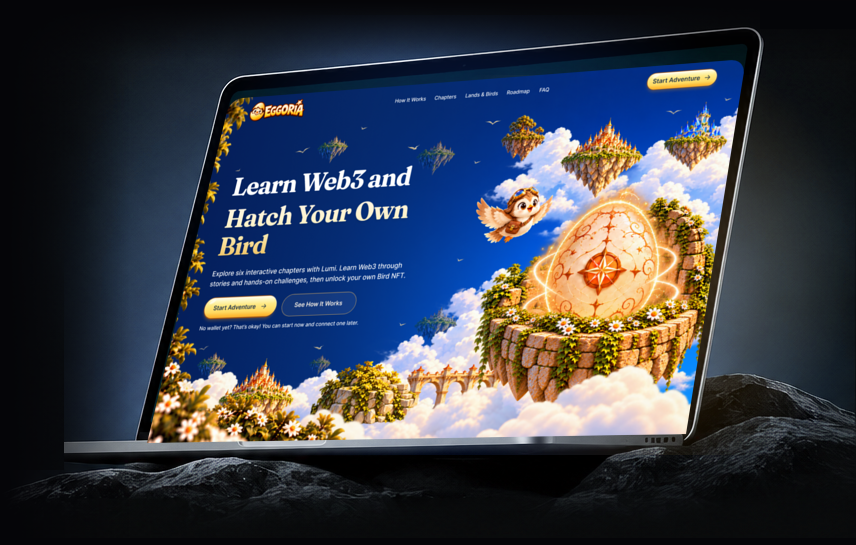 EGGORIA
How It Works
Chapters
Lands & Birds
Roadmap
FAQ
Start Adventure →
Learn Web3 and
Hatch Your Own
Bird
Explore six interactive chapters with Lumi. Learn Web3 through
stories and hands-on challenges, then unlock your own Bird NFT.
Start Adventure →
See How It Works
No wallet yet? That's okay! You can start now and connect one later.